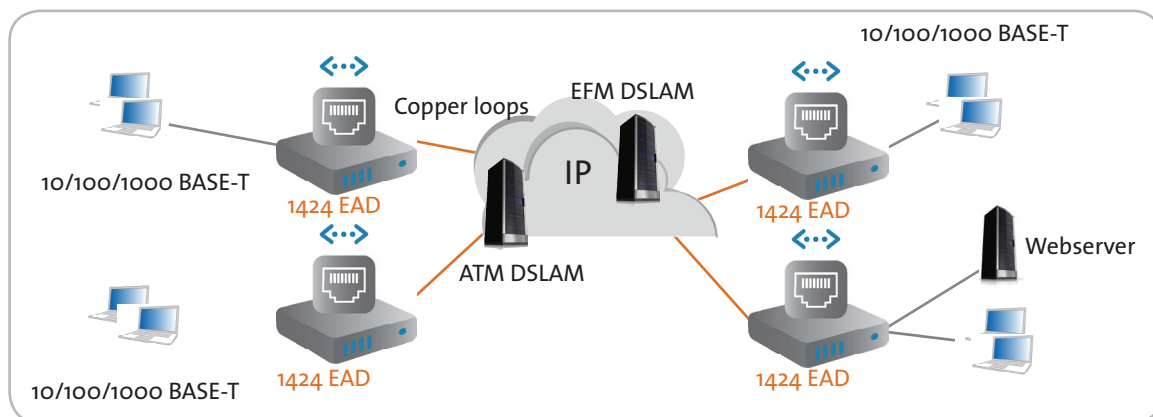 10/100/1000 BASE-T
EFM DSLAM
Copper loops
IP
10/100/1000 BASE-T
1424 EAD
1424 EAD
Webserver
ATM DSLAM
1424 EAD
1424 EAD
10/100/1000 BASE-T